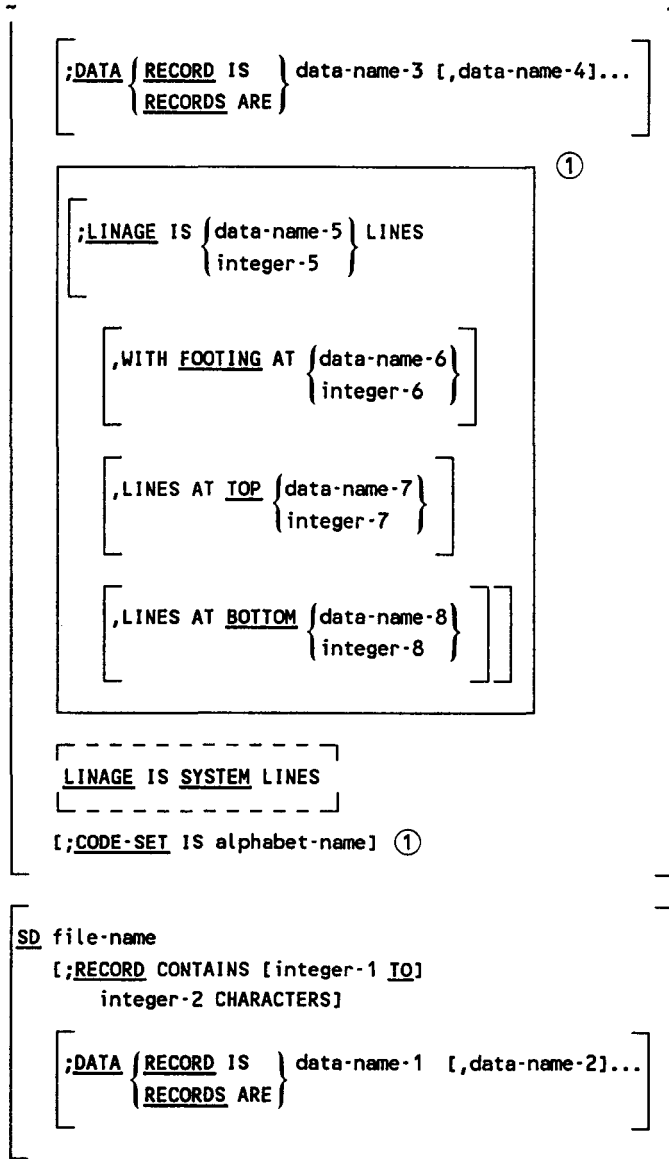 ;DATA { RECORD IS } data-name-3 [,data-name-4]...
RECORDS ARE
①
;LINAGE IS { data-name-5 } LINES
integer-5
,WITH FOOTING AT { data-name-6 }
integer-6
,LINES AT TOP { data-name-7 }
integer-7
,LINES AT BOTTOM { data-name-8 }
integer-8
LINAGE IS SYSTEM LINES
[;CODE-SET IS alphabet-name] ①
SD file-name
[;RECORD CONTAINS [integer-1 TO]
integer-2 CHARACTERS]
;DATA { RECORD IS } data-name-1 [,data-name-2]...
RECORDS ARE